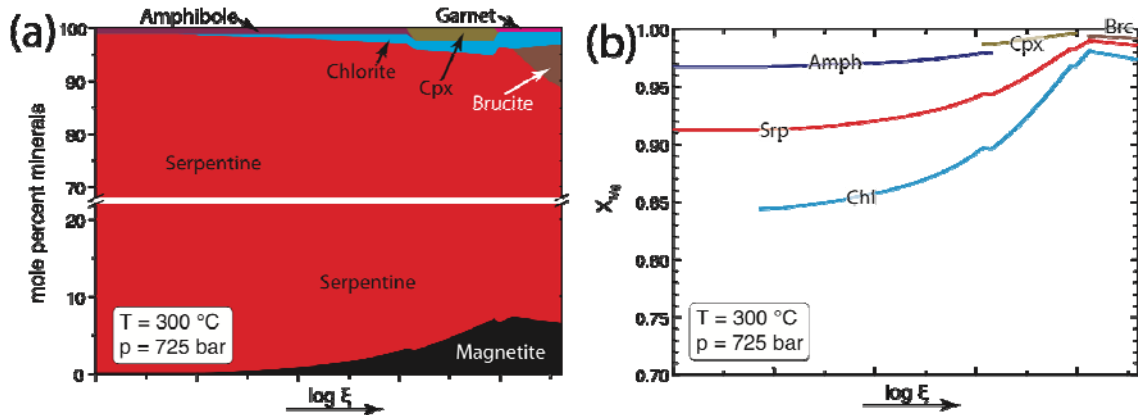 (a)
Amphibole
Garnet
mole percent minerals
100
90
80
70
20
10
0
Chlorite
Cpx
Brucite
Serpentine
Serpentine
Magnetite
T = 300 °C
p = 725 bar
log ξ
(b)
X Mg
1.00
0.95
0.90
0.85
0.80
0.75
0.70
Amph
Cpx
Brc
Srp
Chl
T = 300 °C
p = 725 bar
log ξ